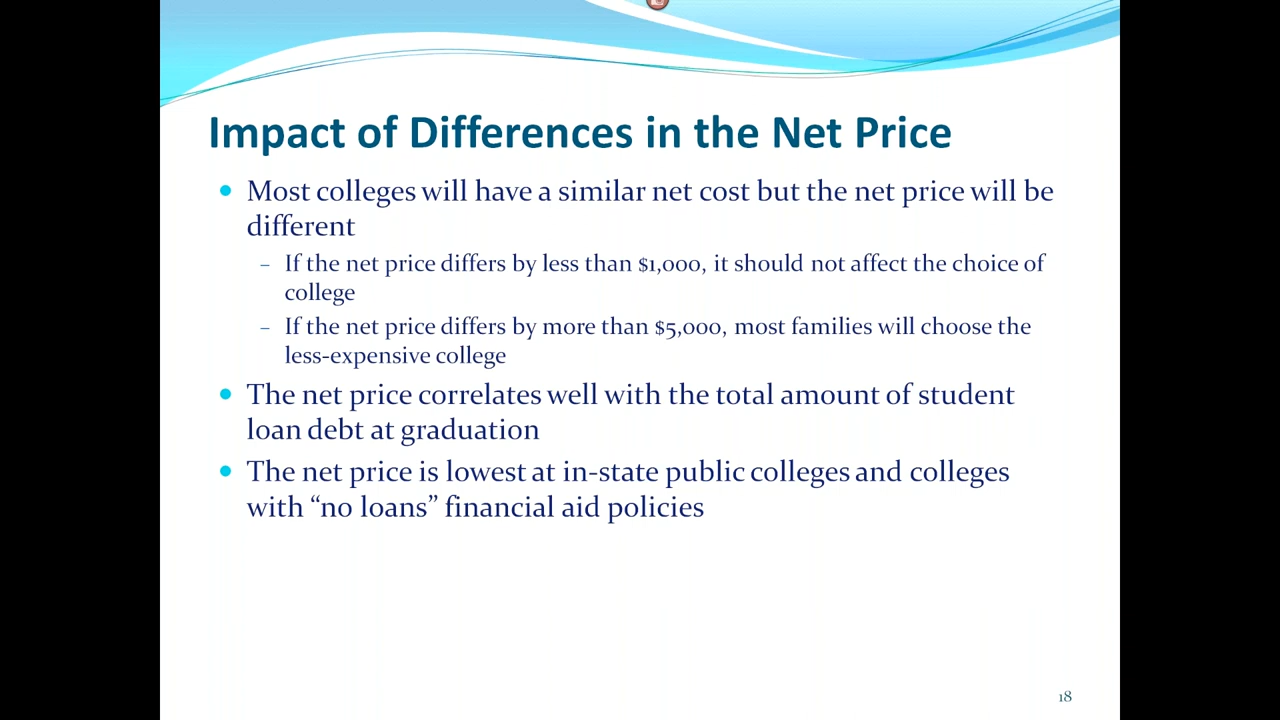 Impact of Differences in the Net Price
Most colleges will have a similar net cost but the net price will be
different
– If the net price differs by less than $1,000, it should not affect the choice of
college
– If the net price differs by more than $5,000, most families will choose the
less-expensive college
The net price correlates well with the total amount of student
loan debt at graduation
The net price is lowest at in-state public colleges and colleges
with “no loans” financial aid policies
18